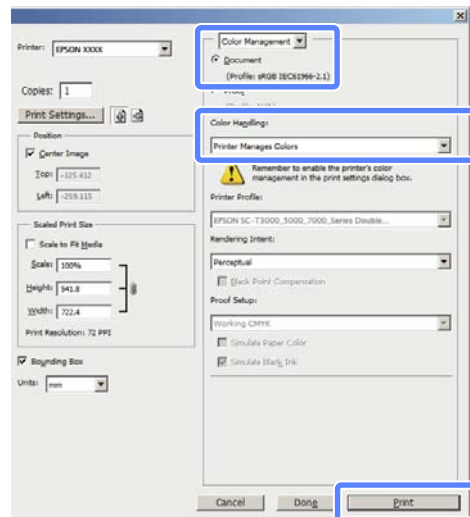 Printer: EPSON XXXX
Copies: 1
Print Settings...
Position
Center Image
Top: -125.412
Left: -259.115
Scaled Print Size
Scale to Fit Media
Scale: 100%
Height: 941.8
Width: 722.4
Print Resolution: 72 PPI
Bounding Box
Units: mm
Color Management
Document
(Profile: sRGB IEC61966-2.1)
Color Handling:
Printer Manages Colors
Remember to enable the printer's color
management in the print settings dialog box.
Printer Profile:
EPSON SC-T3000_5000_7000_Series Double...
Rendering Intent:
Perceptual
Black Point Compensation
Proof Setup:
Working CMYK
Simulate Paper Color
Simulate Black Ink
Cancel
Done
Print